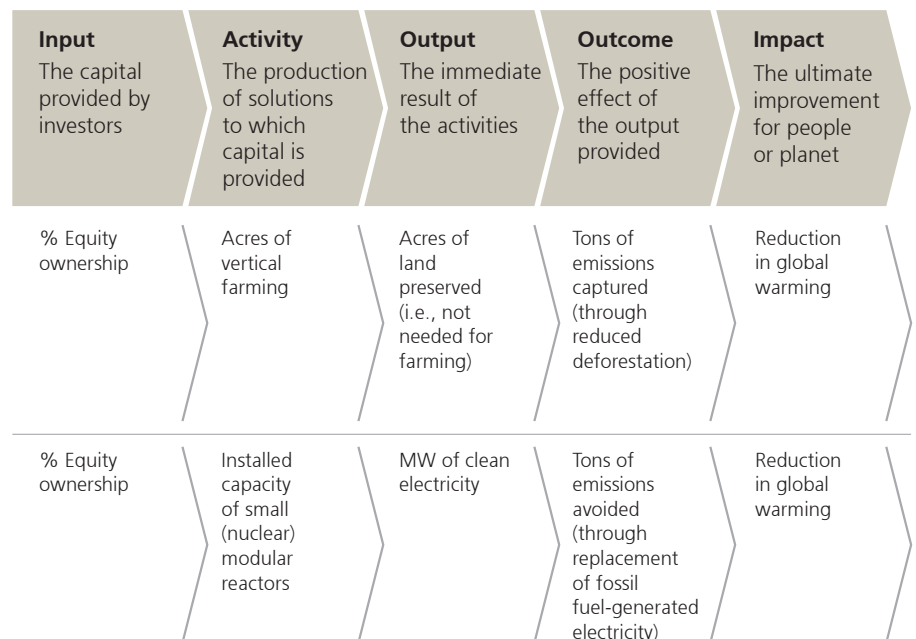 Input
The capital
provided by
investors
Activity
The production
of solutions
to which
capital is
provided
Output
The immediate
result of
the activities
Outcome
The positive
effect of
the output
provided
Impact
The ultimate
improvement
for people
or planet
% Equity
ownership
Acres of
vertical
farming
Acres of
land
preserved
(i.e., not
needed for
farming)
Tons of
emissions
captured
(through
reduced
deforestation)
Reduction
in global
warming
% Equity
ownership
Installed
capacity
of small
(nuclear)
modular
reactors
MW of clean
electricity
Tons of
emissions
avoided
(through
replacement
of fossil
fuel-generated
electricity)
Reduction
in global
warming